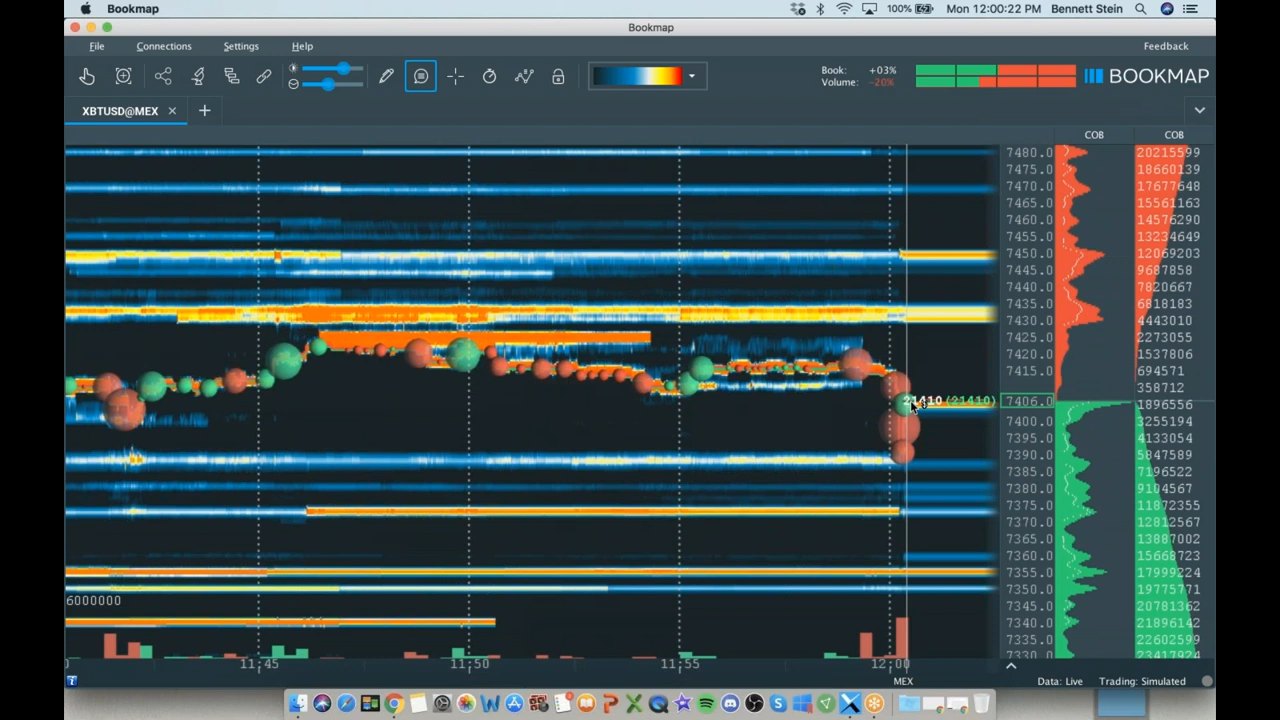 Bookmap
100%
Mon 12:00:22 PM
Bennett Stein
Bookmap
File
Connections
Settings
Help
Feedback
Book: +03%
Volume: -20%
BOOKMAP
XBTUSD@MEX
COB
COB
7480.0 20215599
7475.0 18660139
7470.0 17677648
7465.0 15561163
7460.0 14576290
7455.0 13234649
7450.0 12069203
7445.0 9687858
7440.0 7820667
7435.0 6818183
7430.0 4443010
7425.0 2273055
7420.0 1537806
7415.0 694571
358712
21410 (21410) 7406.0 1896556
7400.0 3255194
7395.0 4133054
7390.0 5847589
7385.0 7196522
7380.0 9104567
7375.0 11872355
7370.0 12812567
7365.0 13887002
7360.0 15668723
7355.0 17999224
7350.0 19775771
6000000 7345.0 20781362
7340.0 21896142
7335.0 22602599
7330.0 23417924
11:45
11:50
11:55
12:00
MEX
Data: Live
Trading: Simulated